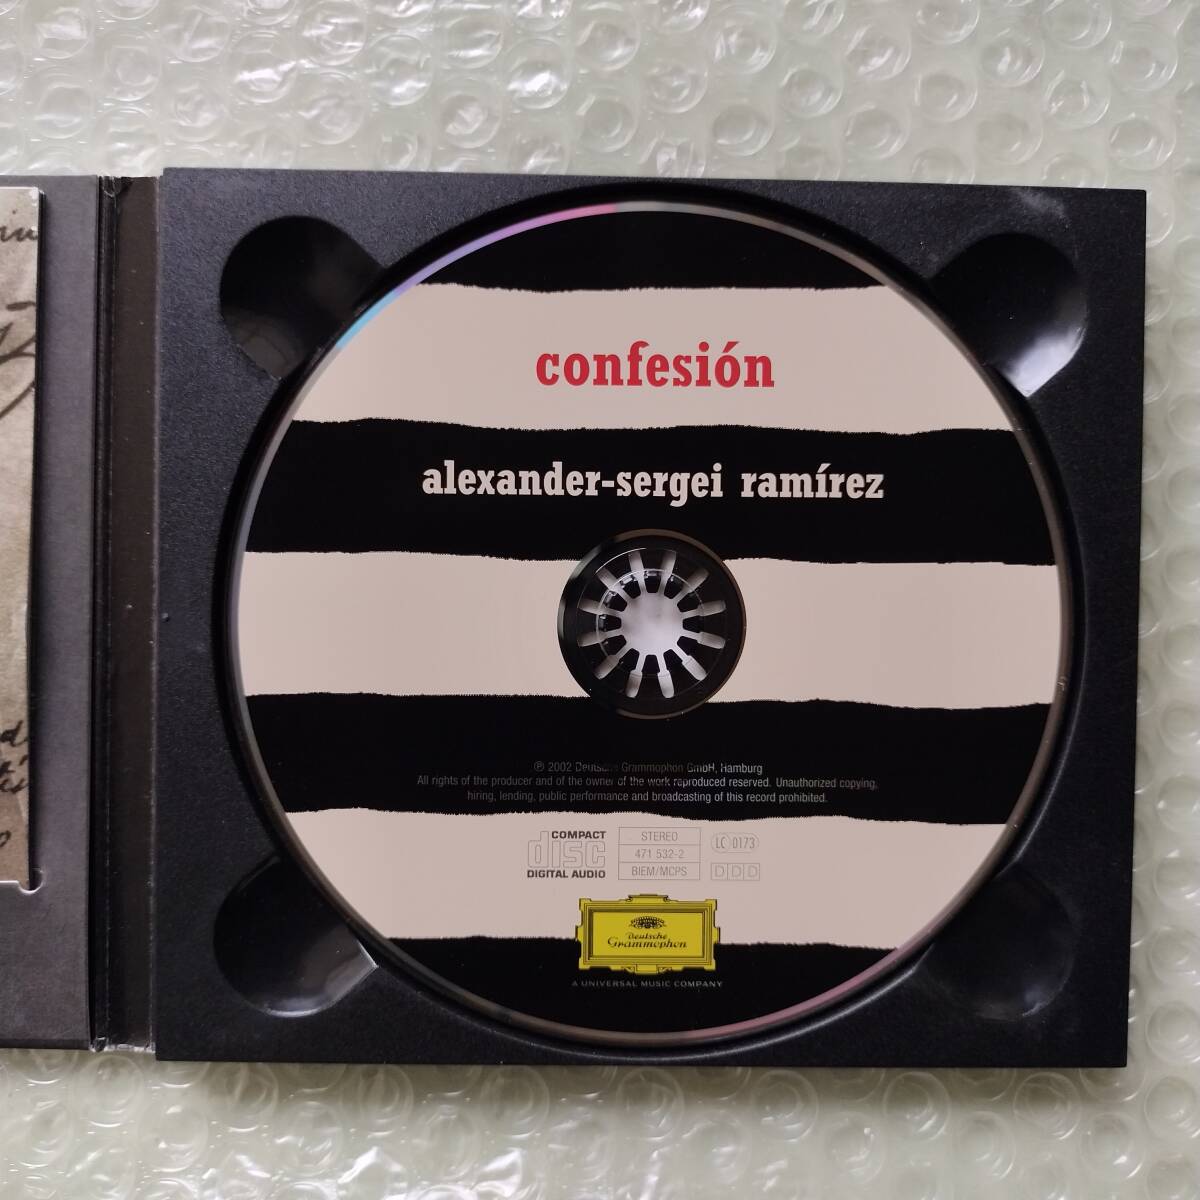 confesión
alexander-sergei ramírez
℗ 2002 Deutsche Grammophon GmbH, Hamburg
All rights of the producer and of the owner of the work reproduced reserved. Unauthorized copying,
hiring, lending, public performance and broadcasting of this record prohibited.
COMPACT
disc
DIGITAL AUDIO
STEREO
471 532-2
BIEM/MCPS
LC 0173
DDD
Deutsche
Grammophon
A UNIVERSAL MUSIC COMPANY